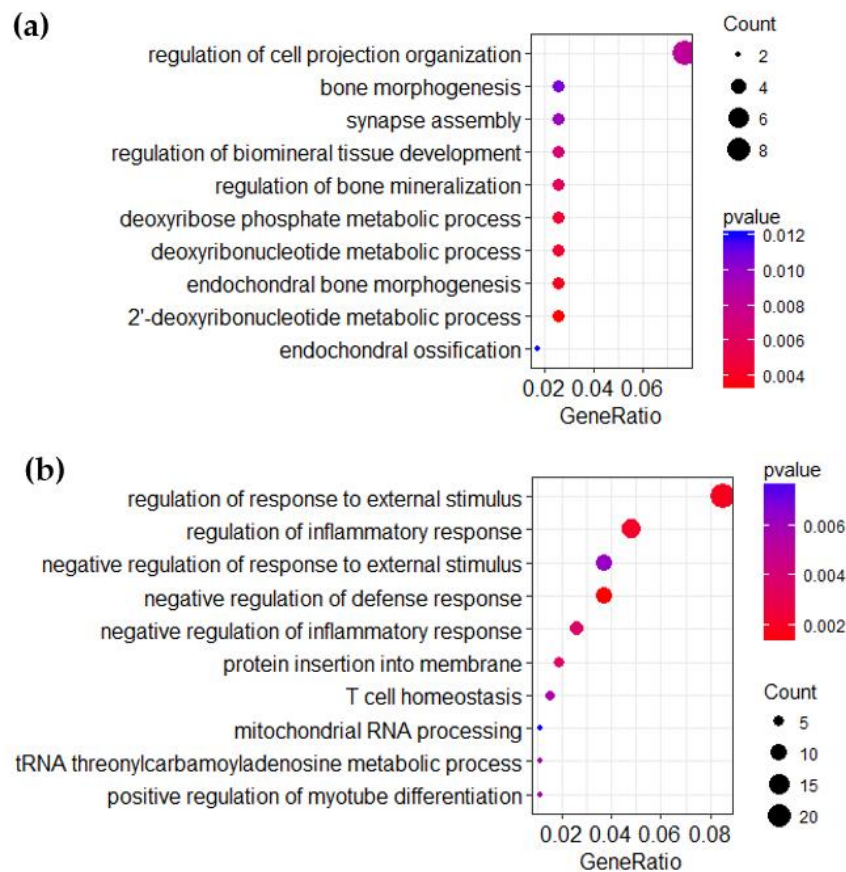 (a)
regulation of cell projection organization
bone morphogenesis
synapse assembly
regulation of biomineral tissue development
regulation of bone mineralization
deoxyribose phosphate metabolic process
deoxyribonucleotide metabolic process
endochondral bone morphogenesis
2'-deoxyribonucleotide metabolic process
endochondral ossification
0.02 0.04 0.06
GeneRatio
Count
2
4
6
8
pvalue
0.012
0.010
0.008
0.006
0.004
(b)
regulation of response to external stimulus
regulation of inflammatory response
negative regulation of response to external stimulus
negative regulation of defense response
negative regulation of inflammatory response
protein insertion into membrane
T cell homeostasis
mitochondrial RNA processing
tRNA threonylcarbamoyladenosine metabolic process
positive regulation of myotube differentiation
0.02 0.04 0.06 0.08
GeneRatio
pvalue
0.006
0.004
0.002
Count
5
10
15
20